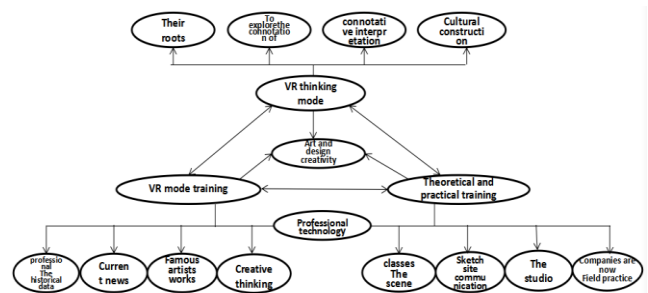 Their
roots
To
explorethe
connotatio
n of
connotati
ve interpr
etation
Cultural
constructi
on
VR thinking
mode
Art and
design
creativity
VR mode training
Theoretical and
practical training
Professional
technology
professio
nal
The
historical
data
Curren
t news
Famous
artists
works
Creative
thinking
classes
The
scene
Sketch
site
commu
nication
The
studio
Companies are
now
Field practice